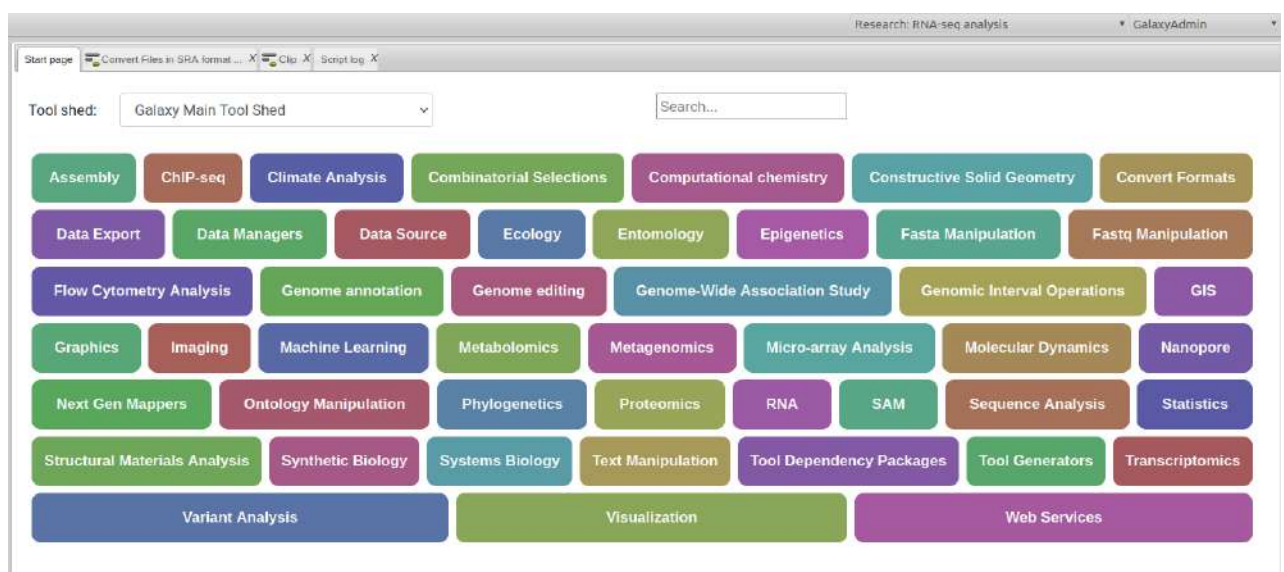 Research: RNA-seq analysis GalaxyAdmin
Start page Convert Files in SRA format ... X Clip X Script log X
Tool shed: Galaxy Main Tool Shed Search...
Assembly ChIP-seq Climate Analysis Combinatorial Selections Computational chemistry Constructive Solid Geometry Convert Formats
Data Export Data Managers Data Source Ecology Entomology Epigenetics Fasta Manipulation Fastq Manipulation
Flow Cytometry Analysis Genome annotation Genome editing Genome-Wide Association Study Genomic Interval Operations GIS
Graphics Imaging Machine Learning Metabolomics Metagenomics Micro-array Analysis Molecular Dynamics Nanopore
Next Gen Mappers Ontology Manipulation Phylogenetics Proteomics RNA SAM Sequence Analysis Statistics
Structural Materials Analysis Synthetic Biology Systems Biology Text Manipulation Tool Dependency Packages Tool Generators Transcriptomics
Variant Analysis Visualization Web Services